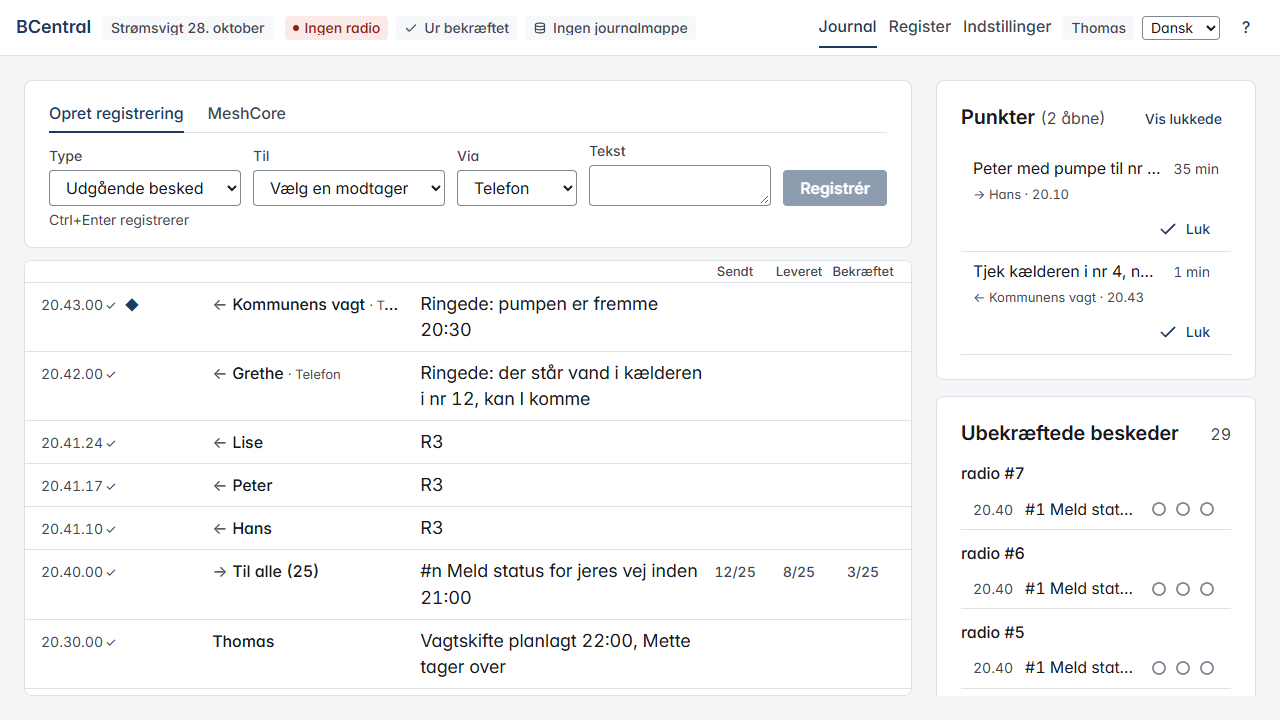 BCentral
Strømsvigt 28. oktober
Ingen radio
Ur bekræftet
Ingen journalmappe
Journal
Register
Indstillinger
Thomas
Dansk
?
Opret registrering
MeshCore
Type
Til
Via
Tekst
Udgående besked
Vælg en modtager
Telefon
Registrér
Ctrl+Enter registrerer
Sendt Leveret Bekræftet
20.43.00 ← Kommunens vagt · T... Ringede: pumpen er fremme
20:30
20.42.00 ← Grethe · Telefon Ringede: der står vand i kælderen
i nr 12, kan I komme
20.41.24 ← Lise R3
20.41.17 ← Peter R3
20.41.10 ← Hans R3
20.40.00 → Til alle (25) #n Meld status for jeres vej inden 12/25 8/25 3/25
21:00
20.30.00 Thomas Vagtskifte planlagt 22:00, Mette
tager over
Punkter (2 åbne) Vis lukkede
Peter med pumpe til nr ... 35 min
→ Hans · 20.10
Luk
Tjek kælderen i nr 4, n... 1 min
← Kommunens vagt · 20.43
Luk
Ubekræftede beskeder 29
radio #7
20.40 #1 Meld stat...
radio #6
20.40 #1 Meld stat...
radio #5
20.40 #1 Meld stat...